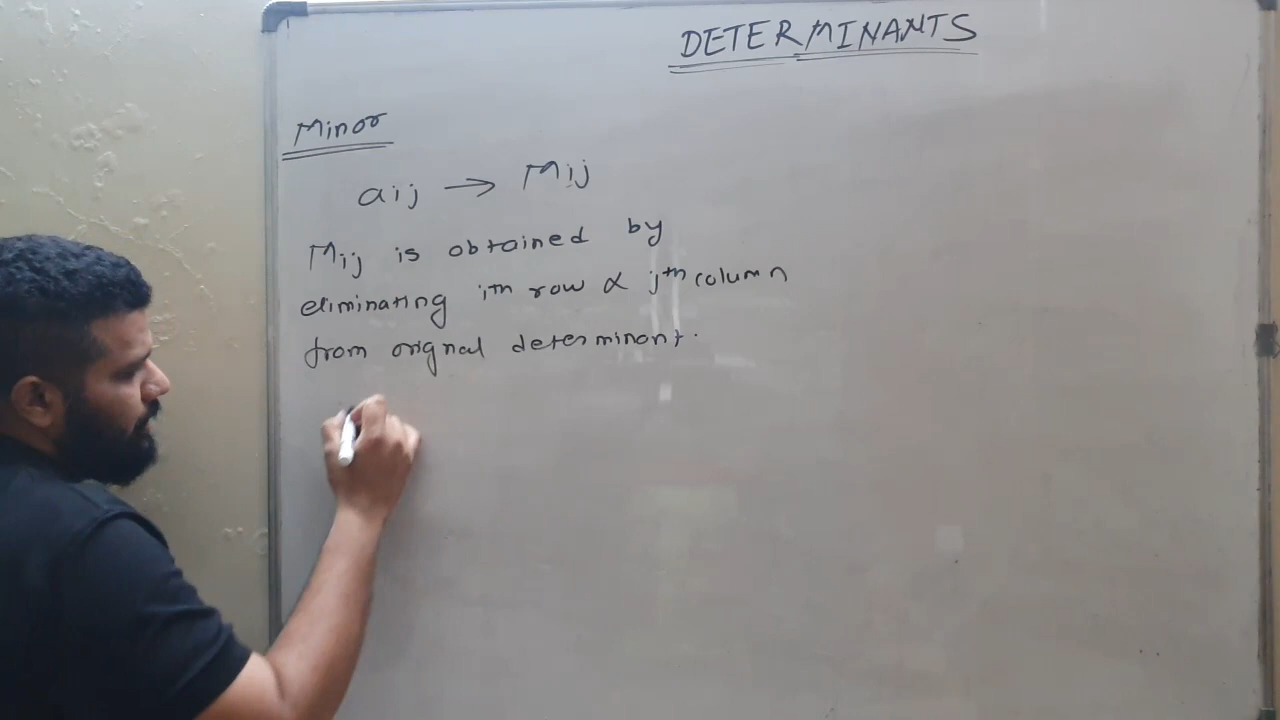 DETERMINANTS
Minor
aij → Mij
Mij is obtained by
eliminating ith row & jth column
from orignal determinant.